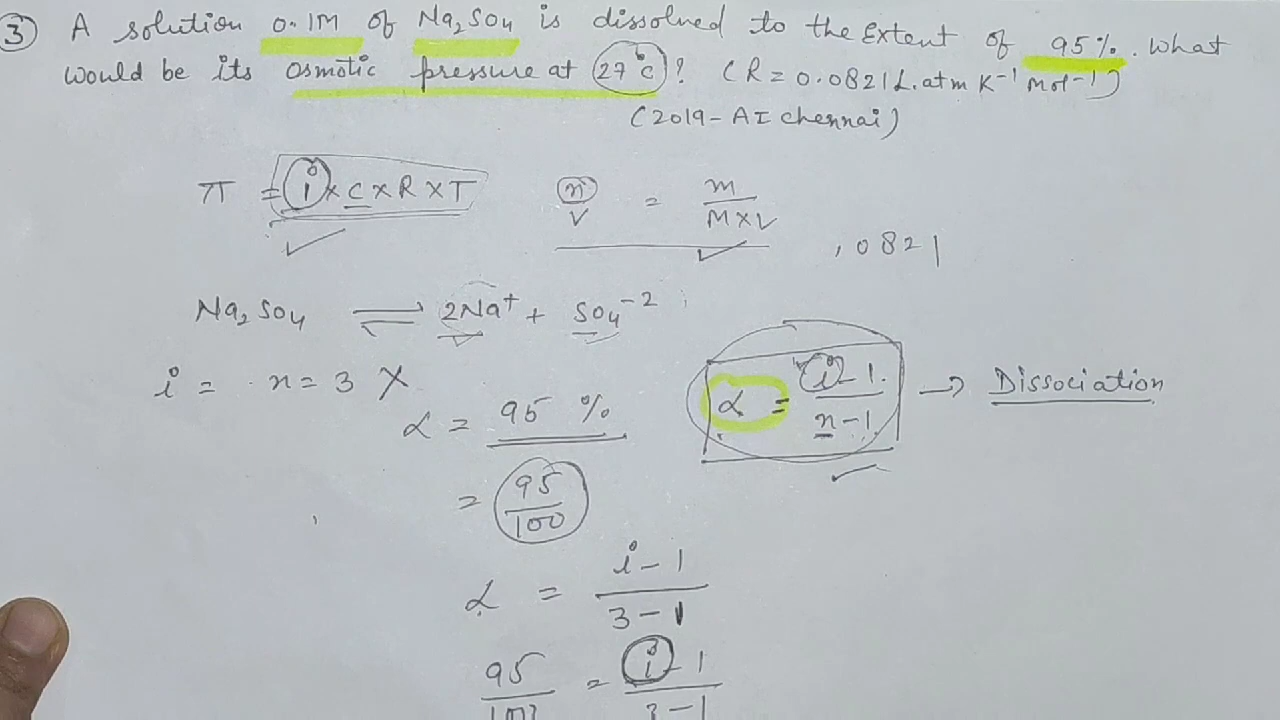 ③ A solution 0.1M of Na₂SO₄ is dissolved to the Extent of 95%. What
would be its osmotic pressure at 27°C? (R = 0.0821 L.atm K⁻¹ mol⁻¹)
(2019 - AI Chennai)
π = i × C × R × T
n/V = m/M×V
,0821
Na₂SO₄ ⇌ 2Na⁺ + SO₄⁻²
i = n = 3 X
α = i-1/n-1 → Dissociation
α = 95 %
= 95/100
α = i-1/3-1
95/100 = i-1/3-1